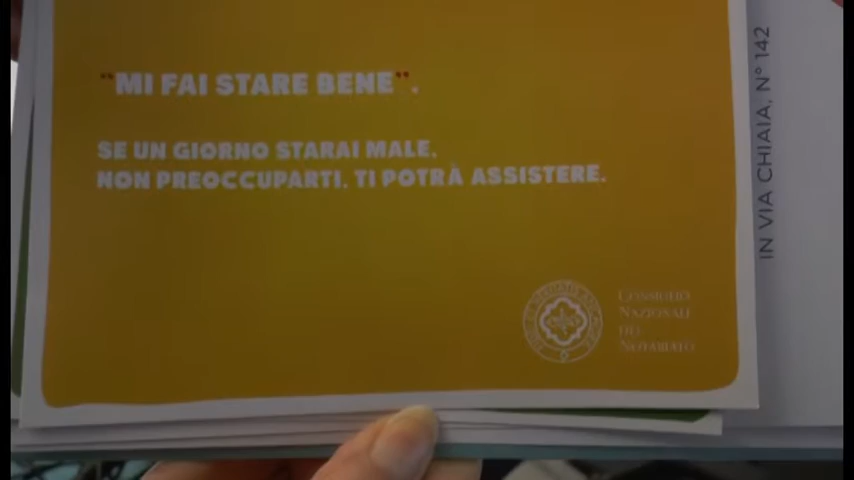 "MI FAI STARE BENE".
SE UN GIORNO STARAI MALE.
NON PREOCCUPARTI. TI POTRÀ ASSISTERE.
CONSIGLIO
NAZIONALE
DEL
NOTARIATO
IN VIA CHIAIA, N° 142